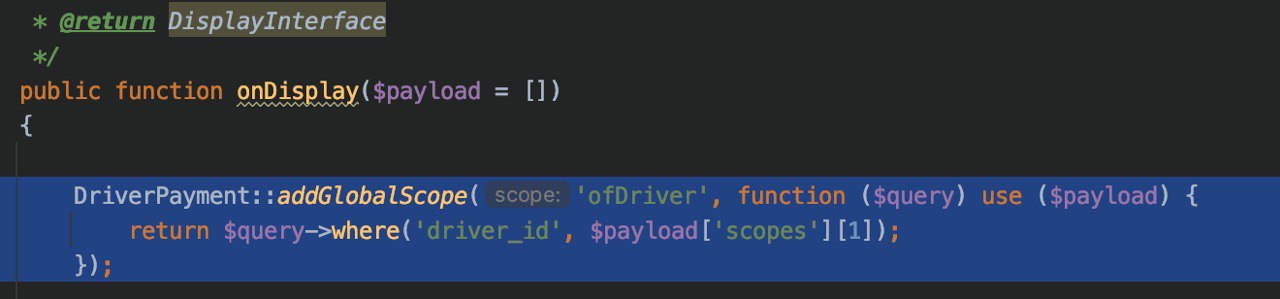 * @return DisplayInterface
*/
public function onDisplay($payload = [])
{
DriverPayment::addGlobalScope( scope: 'ofDriver', function ($query) use ($payload) {
return $query->where('driver_id', $payload['scopes'][1]);
});